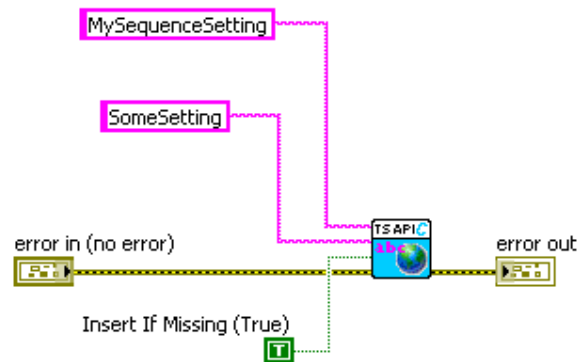 MySequenceSetting
SomeSetting
TS API C
abc
error in (no error)
error out
Insert If Missing (True)
T